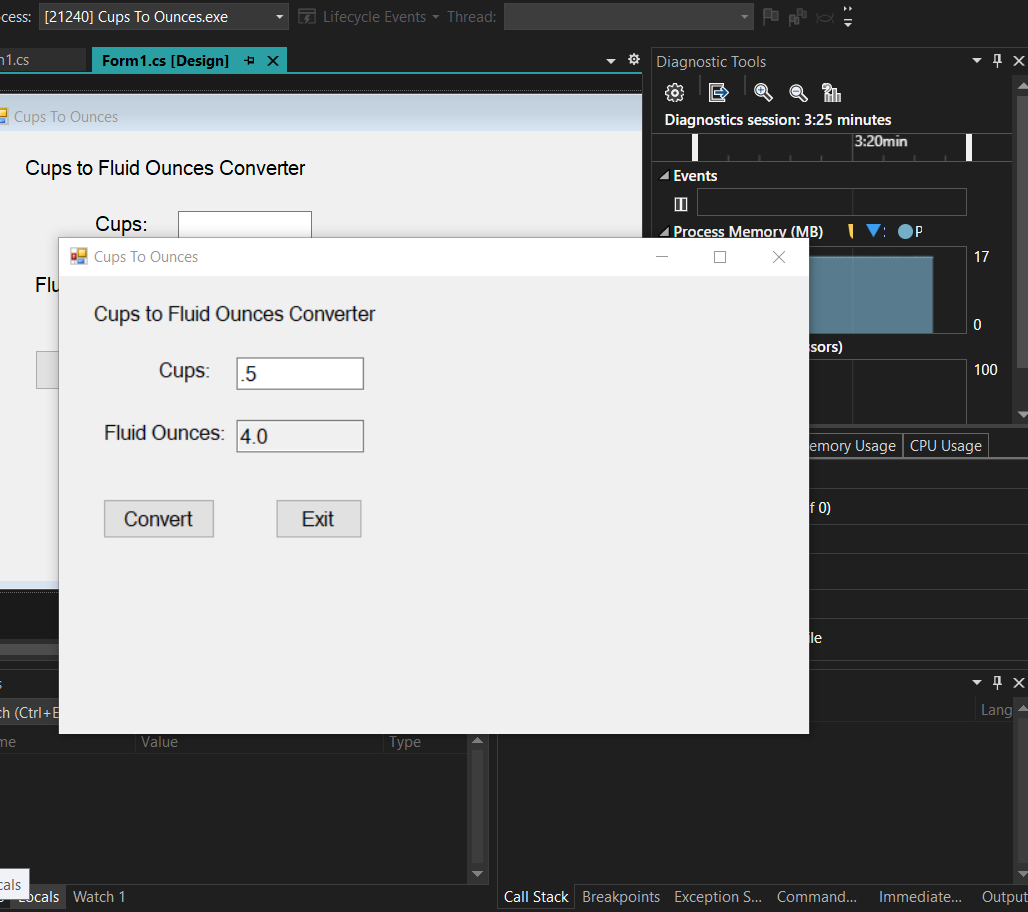 cess: [21240] Cups To Ounces.exe Lifecycle Events Thread:
Form1.cs [Design]
Diagnostic Tools
Diagnostics session: 3:25 minutes
3:20min
Events
Process Memory (MB) P
17
0
100
Cups To Ounces
Cups to Fluid Ounces Converter
Cups:
Flu
Cups To Ounces
Cups to Fluid Ounces Converter
Cups: .5
Fluid Ounces: 4.0
Convert Exit
ssors)
emory Usage CPU Usage
f 0)
ile
ch (Ctrl+E
me Value Type
Lang
cals
Locals Watch 1
Call Stack Breakpoints Exception S... Command... Immediate... Output